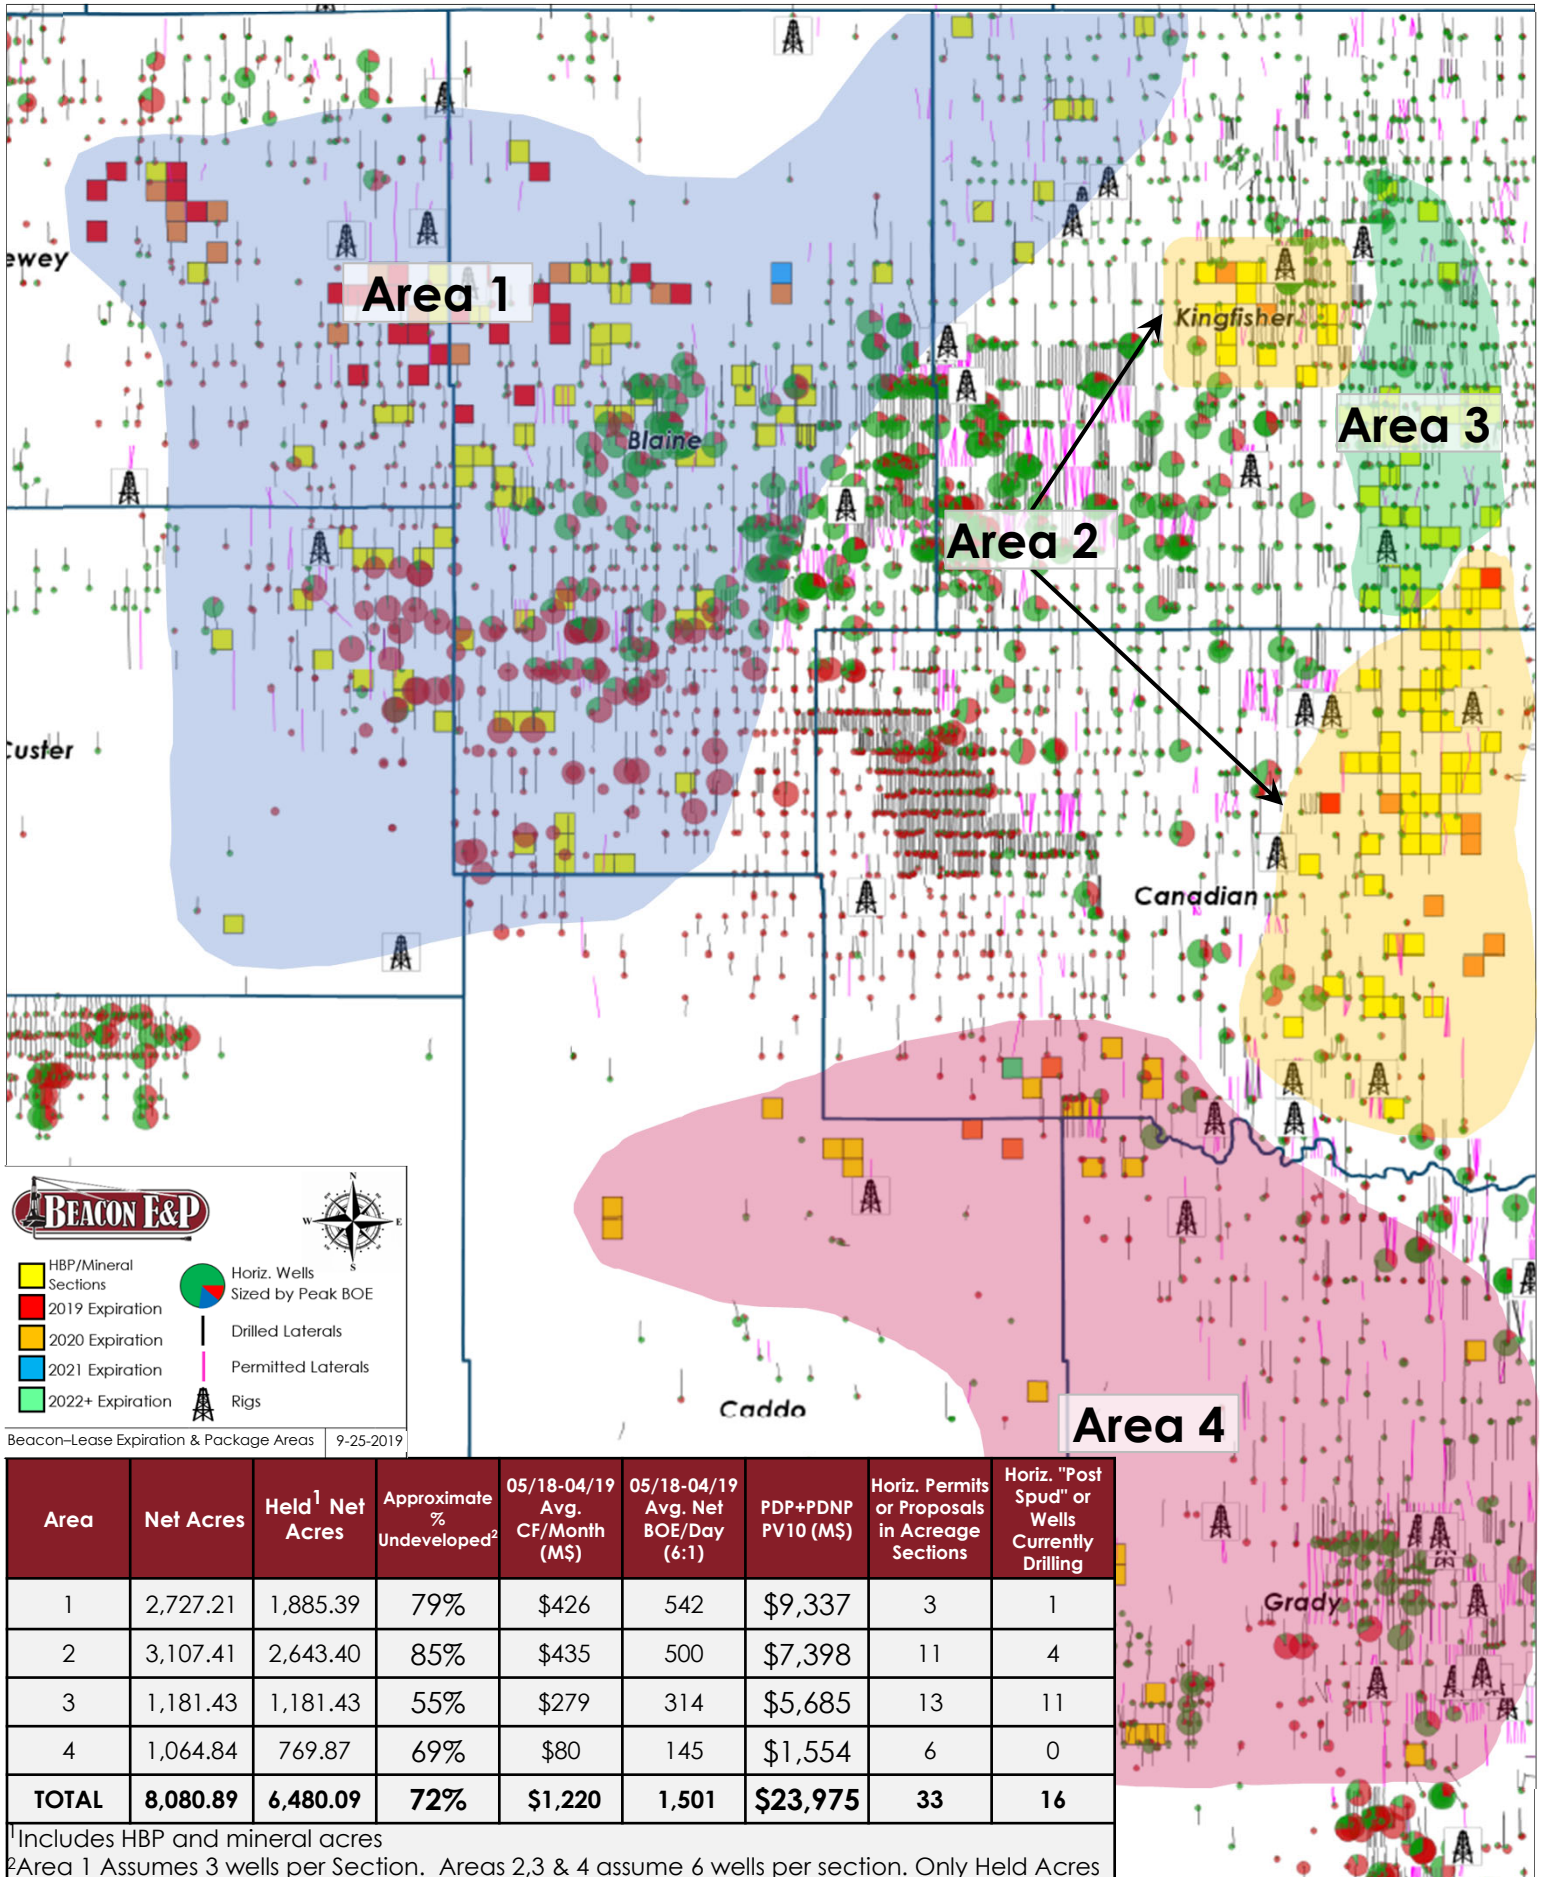 ewey
Area 1
Kingfisher
Area 3
Blaine
Area 2
Custer
Canadian
BEACON E&P
N
W
E
S
HBP/Mineral
Sections
2019 Expiration
2020 Expiration
2021 Expiration
2022+ Expiration
Horiz. Wells
Sized by Peak BOE
Drilled Laterals
Permitted Laterals
Rigs
Beacon–Lease Expiration & Package Areas 9-25-2019
Caddo
Area 4
Grady
Area Net Acres Held¹ Net Acres Approximate % Undeveloped² 05/18-04/19 Avg. CF/Month (M$) 05/18-04/19 Avg. Net BOE/Day (6:1) PDP+PDNP PV10 (M$) Horiz. Permits or Proposals in Acreage Sections Horiz. "Post Spud" or Wells Currently Drilling
1 2,727.21 1,885.39 79% $426 542 $9,337 3 1
2 3,107.41 2,643.40 85% $435 500 $7,398 11 4
3 1,181.43 1,181.43 55% $279 314 $5,685 13 11
4 1,064.84 769.87 69% $80 145 $1,554 6 0
TOTAL 8,080.89 6,480.09 72% $1,220 1,501 $23,975 33 16
¹Includes HBP and mineral acres
²Area 1 Assumes 3 wells per Section. Areas 2,3 & 4 assume 6 wells per section. Only Held Acres